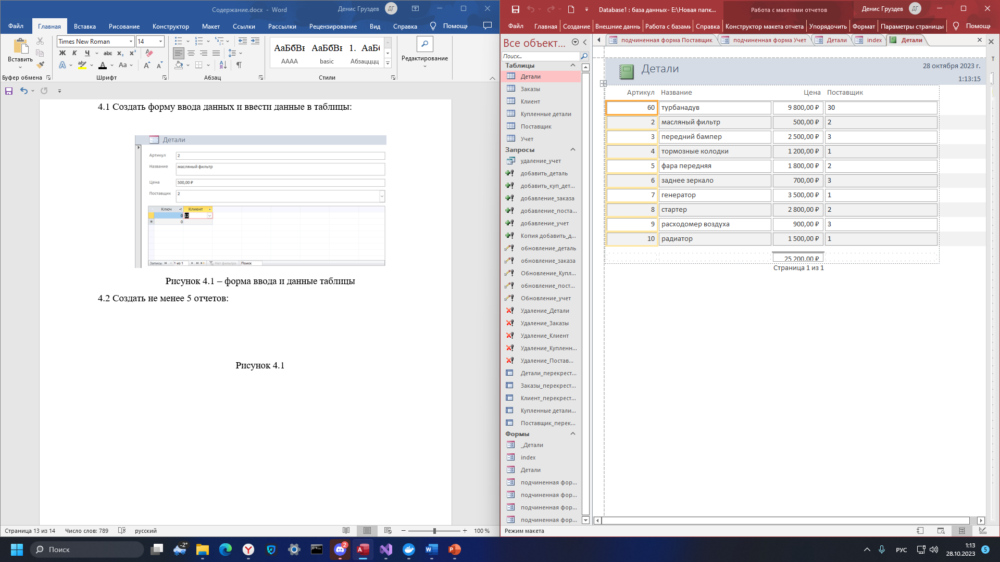 Содержание.docx - Word
Денис Груздев
ДГ
Файл Главная Вставка Рисование Конструктор Макет Ссылки Рассылки Рецензирование Вид Справка
Вставить
Times New Roman 14
Ж К Ч abc x₂ x²
АаБбВ АаБбВ 1. АаБ
АААА basic Абзацццц
Редактирование
Буфер обмена Шрифт Абзац Стили
4.1 Создать форму ввода данных и ввести данные в таблицы:
Детали
Артикул 2
Название масляный фильтр
Цена 500,00 ₽
Поставщик 2
Ключ Клиент
0 12
0
Запись: 1 из 1 Нет фильтра Поиск
Рисунок 4.1 – форма ввода и данные таблицы
4.2 Создать не менее 5 отчетов:
Рисунок 4.1
Страница 13 из 14 Число слов: 789 русский 100 %
Database1 : база данных- E:\Новая папк...
Работа с макетами отчетов
Денис Груздев
ДГ
Файл Главная Создание Внешние данн Работа с базами Справка Конструктор макета отчета Упорядочить Формат Параметры страницы
Все объект...
Поиск...
Таблицы
Детали
Заказы
Клиент
Купленные детали
Поставщик
Учет
Запросы
удаление_учет
добавить_деталь
добавить_куп_дет...
добавление_заказа
добавление_поста...
добавление_учет
Копия добавить_д...
обновление_деталь
обновление_заказа
Обновление_Купл...
обновление_пост...
Обновление_учет
Удаление_Детали
Удаление_Заказы
Удаление_Клиент
Удаление_Купленн...
Удаление_Постав...
Детали_перекрест...
Заказы_перекрест...
Клиент_перекрест...
Купленные детали...
Поставщик_перек...
Формы
_Детали
index
Детали
подчиненная фор...
подчиненная фор...
подчиненная фор...
подчиненная фор...
подчиненная форма Поставщик подчиненная форма Учет Детали index Детали
Детали
28 октября 2023 г.
1:13:15
Артикул Название Цена Поставщик
60 турбанадув 9 800,00 ₽ 30
2 масляный фильтр 500,00 ₽ 2
3 передний бампер 2 500,00 ₽ 3
4 тормозные колодки 1 200,00 ₽ 1
5 фара передняя 1 800,00 ₽ 2
6 заднее зеркало 700,00 ₽ 3
7 генератор 3 500,00 ₽ 1
8 стартер 2 800,00 ₽ 2
9 расходомер воздуха 900,00 ₽ 3
10 радиатор 1 500,00 ₽ 1
25 200,00 ₽
Страница 1 из 1
Режим макета
Поиск
-2°
2
РУС
1:13
28.10.2023
5